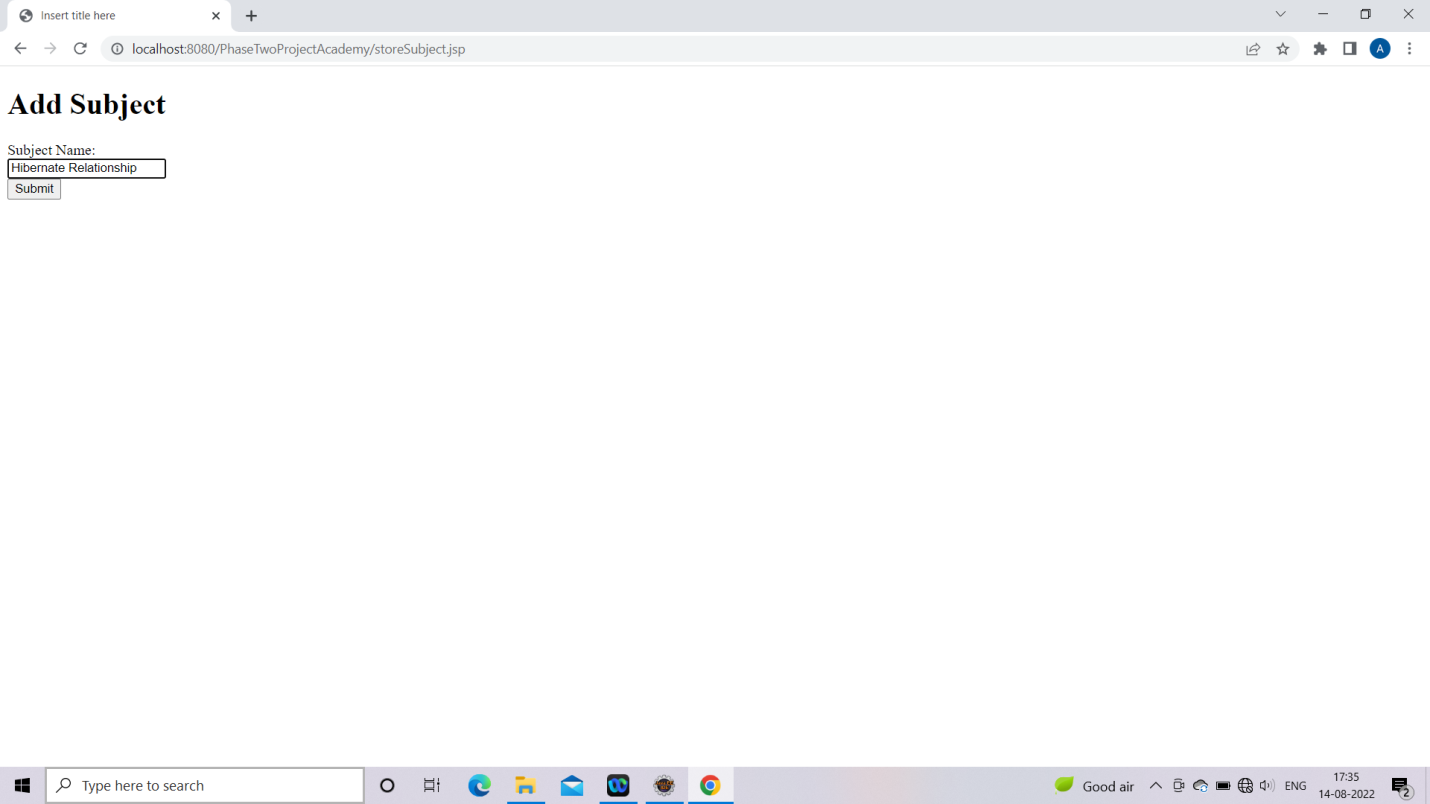 Insert title here
localhost:8080/PhaseTwoProjectAcademy/storeSubject.jsp
A
Add Subject
Subject Name:
Hibernate Relationship
Submit
Type here to search
Good air
ENG
17:35
14-08-2022
2